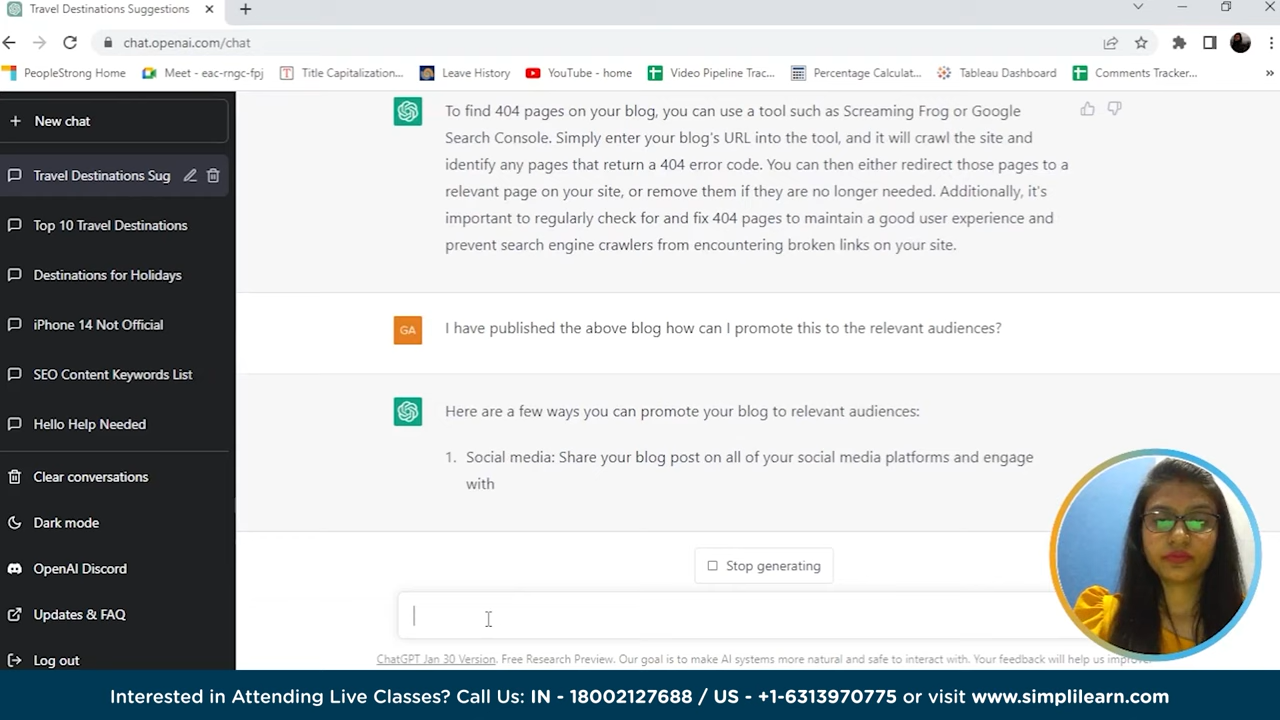 Travel Destinations Suggestions
chat.openai.com/chat
PeopleStrong Home
Meet - eac-rngc-fpj
Title Capitalization...
Leave History
YouTube - home
Video Pipeline Trac...
Percentage Calculat...
Tableau Dashboard
Comments Tracker...
New chat
Travel Destinations Sug
Top 10 Travel Destinations
Destinations for Holidays
iPhone 14 Not Official
SEO Content Keywords List
Hello Help Needed
Clear conversations
Dark mode
OpenAI Discord
Updates & FAQ
Log out
To find 404 pages on your blog, you can use a tool such as Screaming Frog or Google
Search Console. Simply enter your blog's URL into the tool, and it will crawl the site and
identify any pages that return a 404 error code. You can then either redirect those pages to a
relevant page on your site, or remove them if they are no longer needed. Additionally, it's
important to regularly check for and fix 404 pages to maintain a good user experience and
prevent search engine crawlers from encountering broken links on your site.
GA
I have published the above blog how can I promote this to the relevant audiences?
Here are a few ways you can promote your blog to relevant audiences:
1. Social media: Share your blog post on all of your social media platforms and engage
with
Stop generating
ChatGPT Jan 30 Version. Free Research Preview. Our goal is to make AI systems more natural and safe to interact with. Your feedback will help us
Interested in Attending Live Classes? Call Us: IN - 18002127688 / US - +1-6313970775 or visit www.simplilearn.com